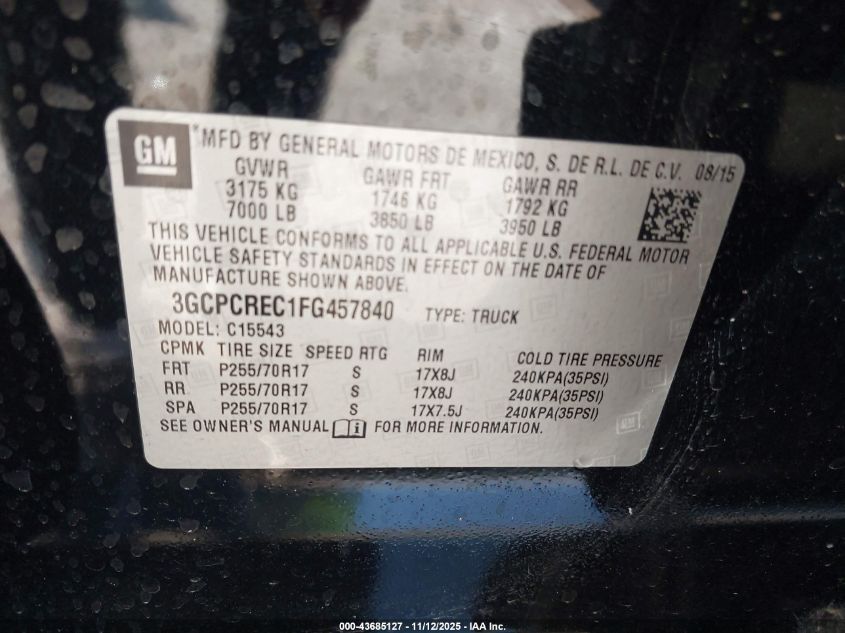 GM
MFD BY GENERAL MOTORS DE MEXICO, S. DE R.L. DE C.V. 08/15
GVWR GAWR FRT GAWR RR
3175 KG 1746 KG 1792 KG
7000 LB 3850 LB 3950 LB
THIS VEHICLE CONFORMS TO ALL APPLICABLE U.S. FEDERAL MOTOR
VEHICLE SAFETY STANDARDS IN EFFECT ON THE DATE OF
MANUFACTURE SHOWN ABOVE.
3GCPCREC1FG457840 TYPE: TRUCK
MODEL: C15543
CPMK TIRE SIZE SPEED RTG RIM COLD TIRE PRESSURE
FRT P255/70R17 S 17X8J 240KPA(35PSI)
RR P255/70R17 S 17X8J 240KPA(35PSI)
SPA P255/70R17 S 17X7.5J 240KPA(35PSI)
SEE OWNER'S MANUAL i FOR MORE INFORMATION.
000-43685127 - 11/12/2025 - IAA Inc.